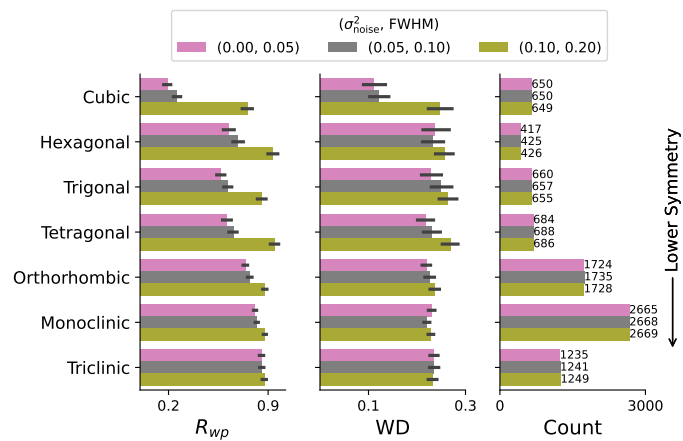 (σ²noise, FWHM)
(0.00, 0.05) (0.05, 0.10) (0.10, 0.20)
Cubic
Hexagonal
Trigonal
Tetragonal
Orthorhombic
Monoclinic
Triclinic
0.2 0.9
Rwp
0.1 0.3
WD
650
650
649
417
425
426
660
657
655
684
688
686
1724
1735
1728
2665
2668
2669
1235
1241
1249
0 3000
Count
Lower Symmetry